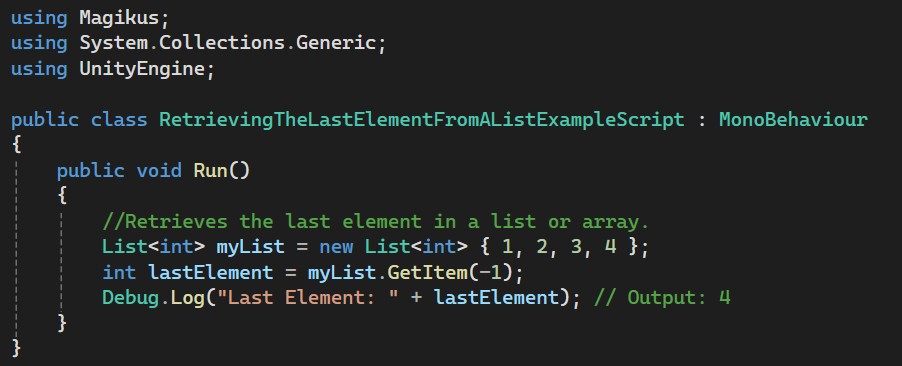 using Magikus;
using System.Collections.Generic;
using UnityEngine;
public class RetrievingTheLastElementFromAListExampleScript : MonoBehaviour
{
public void Run()
{
//Retrieves the last element in a list or array.
List<int> myList = new List<int> { 1, 2, 3, 4 };
int lastElement = myList.GetItem(-1);
Debug.Log("Last Element: " + lastElement); // Output: 4
}
}